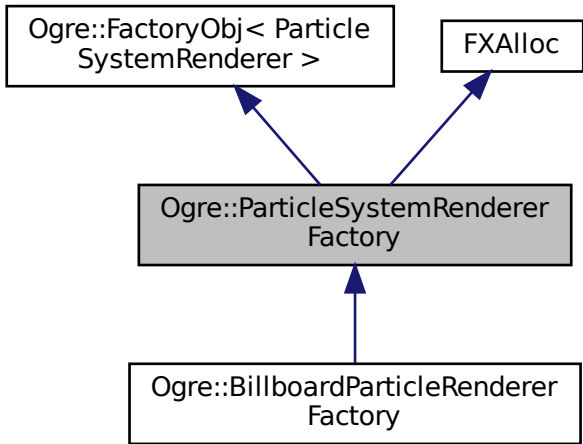 Ogre::FactoryObj< Particle
SystemRenderer >
FXAlloc
Ogre::ParticleSystemRenderer
Factory
Ogre::BillboardParticleRenderer
Factory